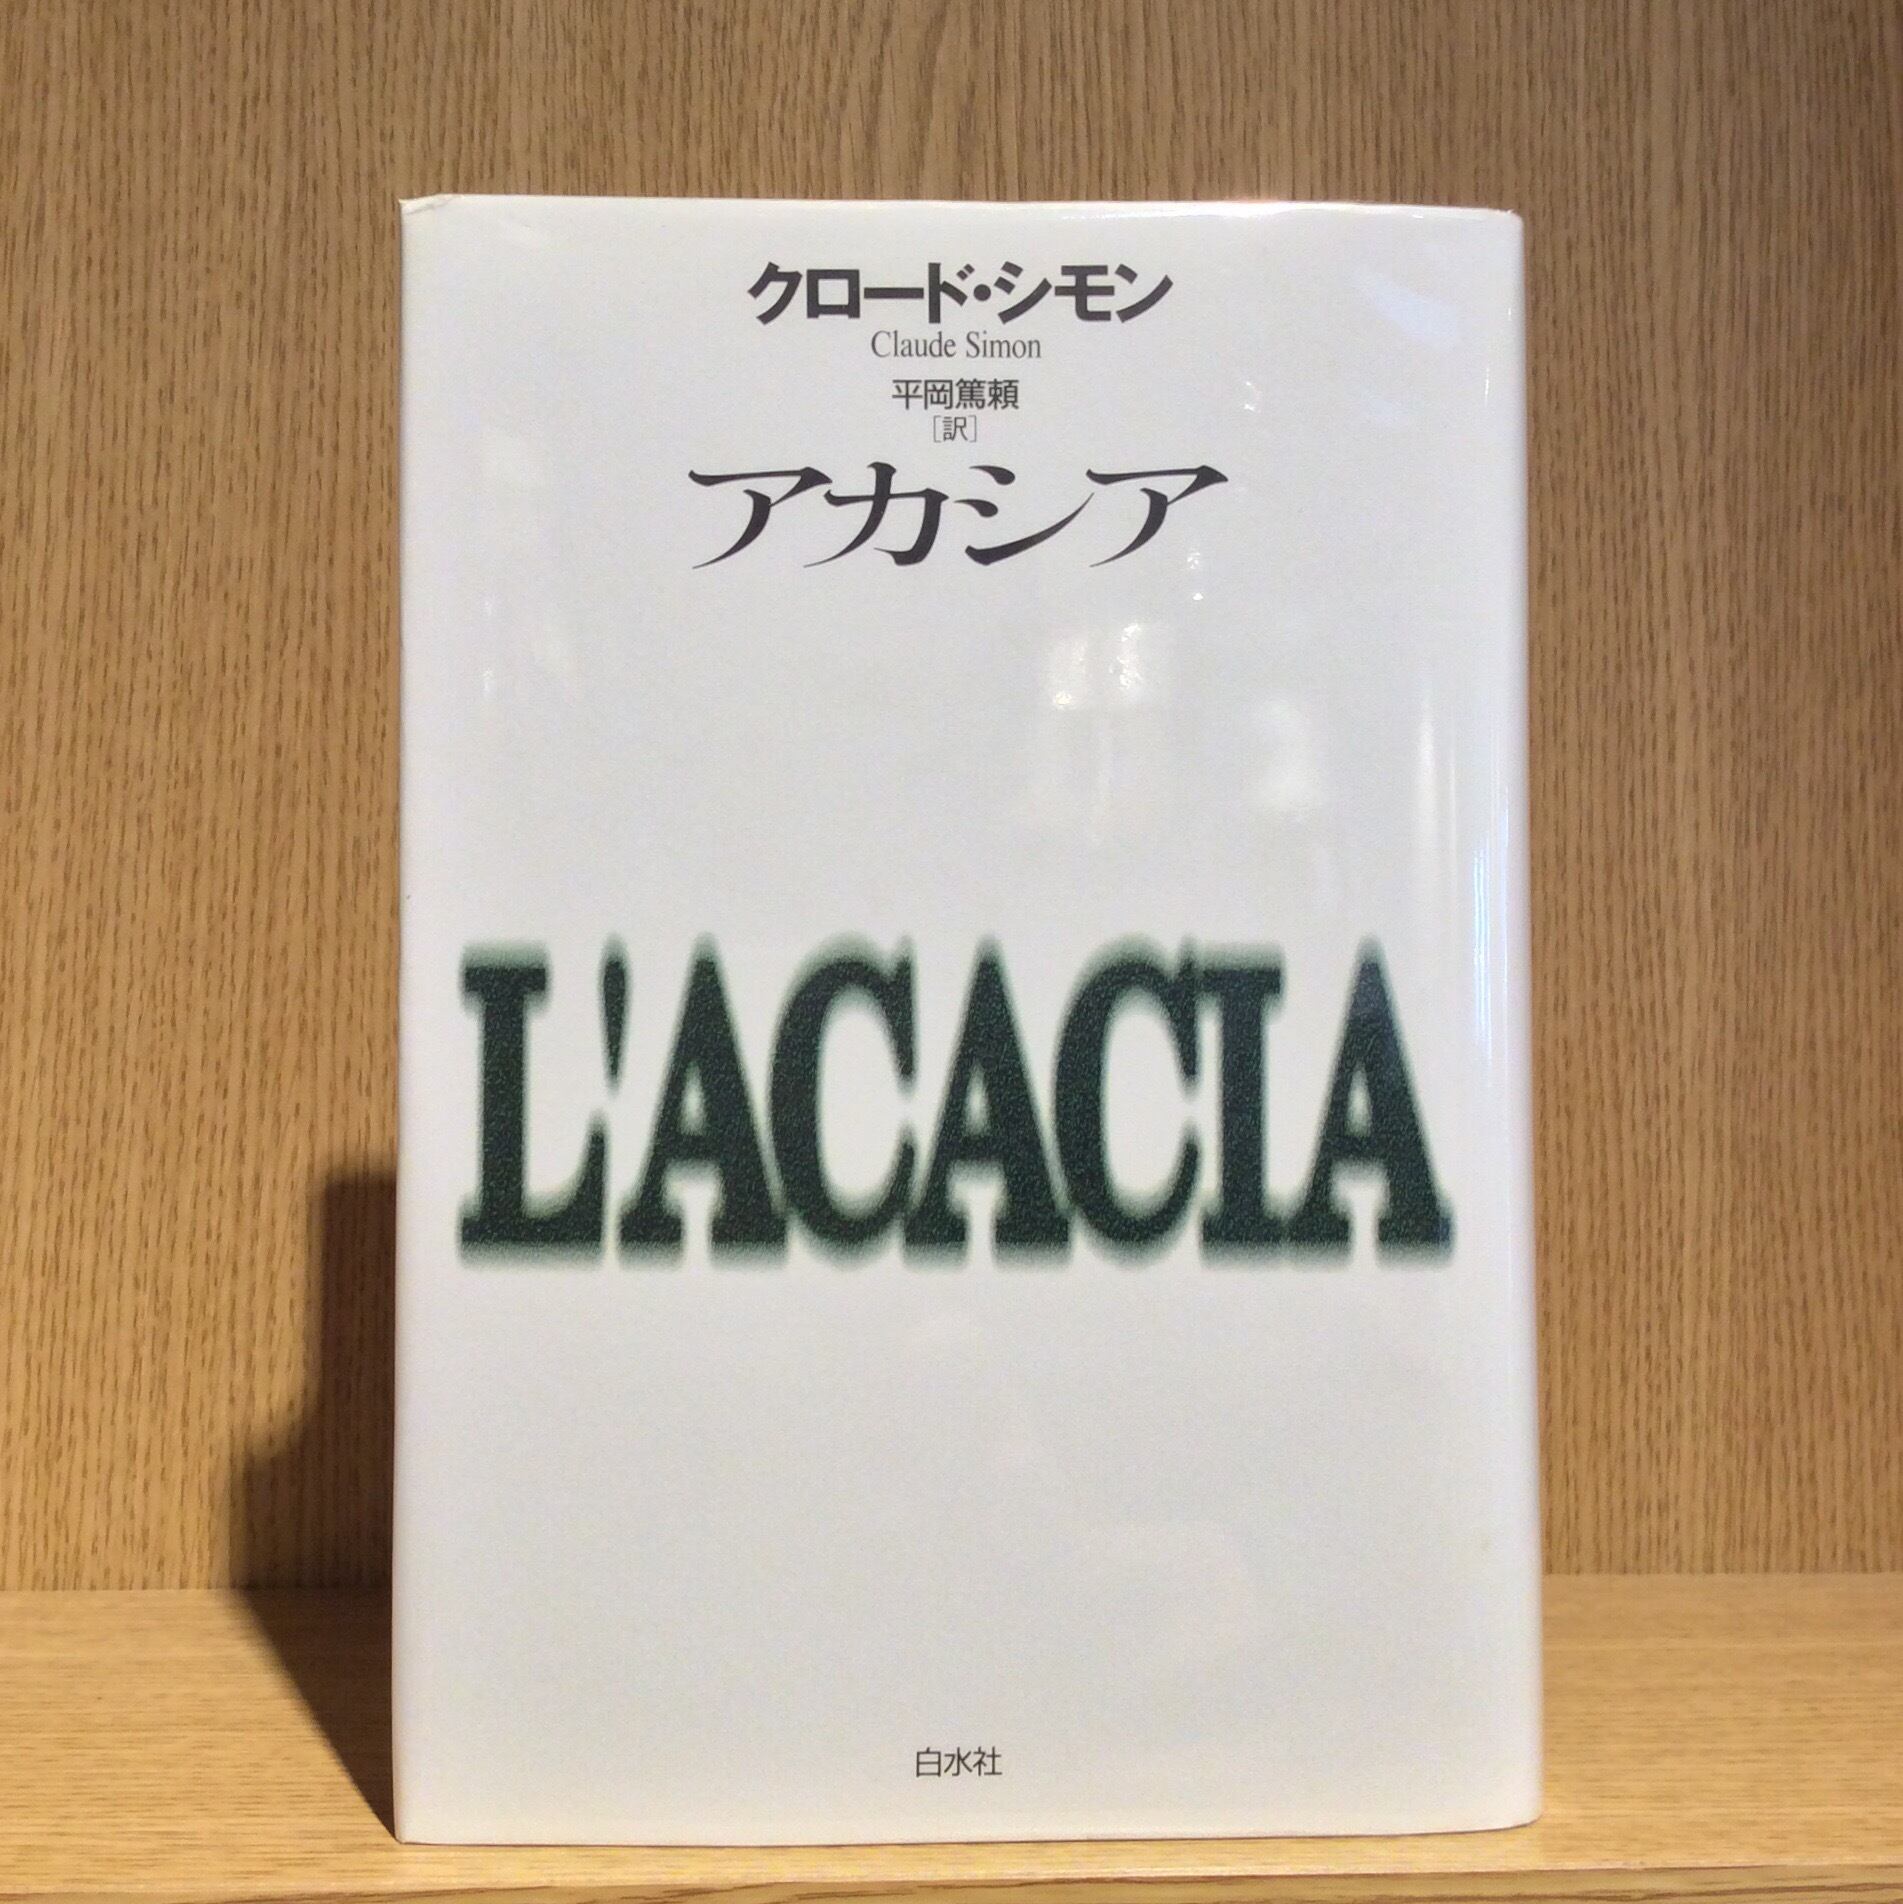 クロード・シモン
Claude Simon
平岡篤頼
[訳]
アカシア
L'ACACIA
白水社